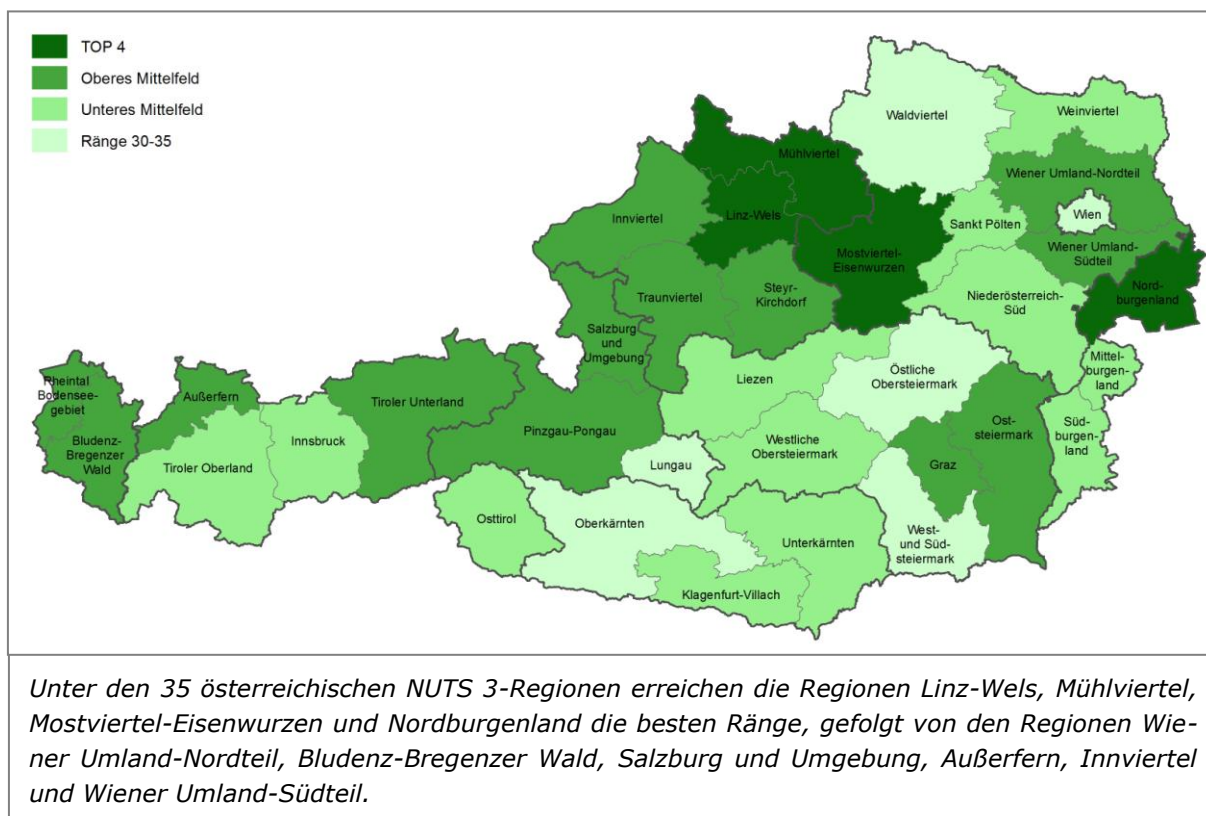 TOP 4
Oberes Mittelfeld
Unteres Mittelfeld
Ränge 30-35
Waldviertel
Weinviertel
Mühlviertel
Wiener Umland-Nordteil
Linz-Wels
Innviertel
Wien
Sankt Pölten
Mostviertel-
Eisenwurzen
Wiener Umland-
Südteil
Nord-
burgenland
Steyr-
Kirchdorf
Traunviertel
Niederösterreich-
Süd
Salzburg
und
Umgebung
Mittel-
burgen-
land
Östliche
Obersteiermark
Liezen
Rheintal
Bodensee-
gebiet
Außerfern
Tiroler Unterland
Pinzgau-Pongau
Ost-
steiermark
Süd-
burgen-
land
Bludenz-
Bregenzer
Wald
Innsbruck
Tiroler Oberland
Westliche
Obersteiermark
Lungau
Graz
Osttirol
Oberkärnten
Unterkärnten
West-
und Süd-
steiermark
Klagenfurt-Villach
Unter den 35 österreichischen NUTS 3-Regionen erreichen die Regionen Linz-Wels, Mühlviertel,
Mostviertel-Eisenwurzen und Nordburgenland die besten Ränge, gefolgt von den Regionen Wie-
ner Umland-Nordteil, Bludenz-Bregenzer Wald, Salzburg und Umgebung, Außerfern, Innviertel
und Wiener Umland-Südteil.